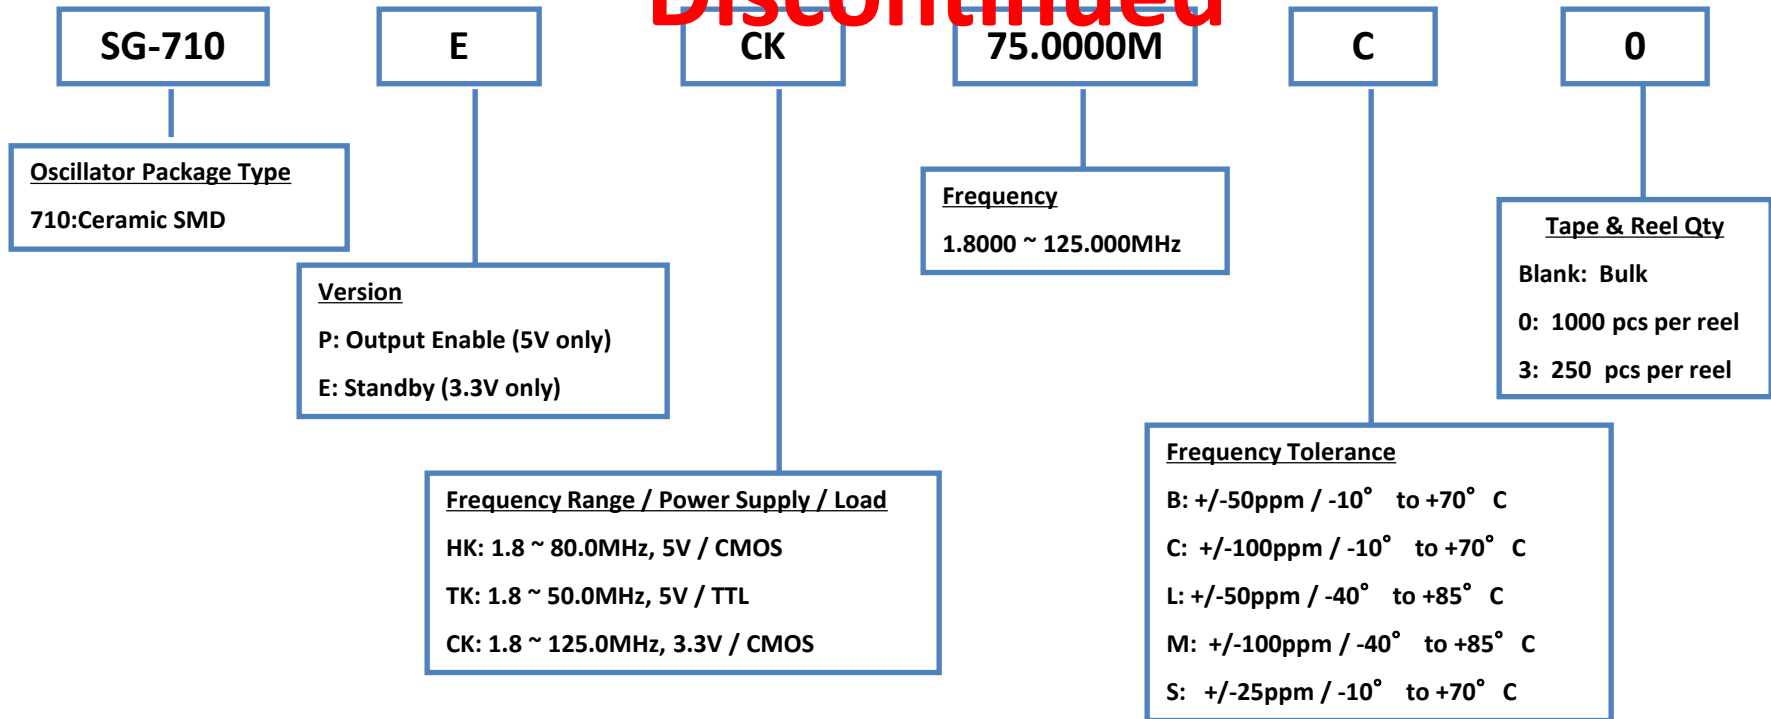 Discontinued
SG-710 E CK 75.0000M C 0
Oscillator Package Type
710:Ceramic SMD
Version
P: Output Enable (5V only)
E: Standby (3.3V only)
Frequency Range / Power Supply / Load
HK: 1.8 ~ 80.0MHz, 5V / CMOS
TK: 1.8 ~ 50.0MHz, 5V / TTL
CK: 1.8 ~ 125.0MHz, 3.3V / CMOS
Frequency
1.8000 ~ 125.000MHz
Frequency Tolerance
B: +/-50ppm / -10° to +70° C
C: +/-100ppm / -10° to +70° C
L: +/-50ppm / -40° to +85° C
M: +/-100ppm / -40° to +85° C
S: +/-25ppm / -10° to +70° C
Tape & Reel Qty
Blank: Bulk
0: 1000 pcs per reel
3: 250 pcs per reel